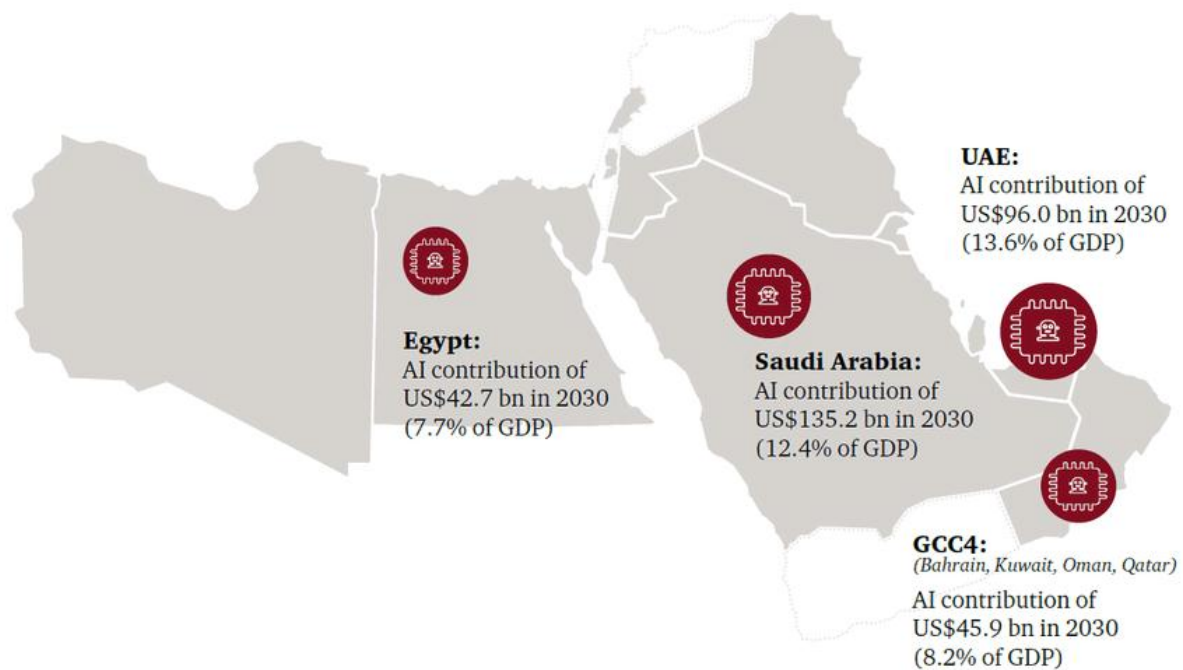 UAE:
AI contribution of
US$96.0 bn in 2030
(13.6% of GDP)
Egypt:
AI contribution of
US$42.7 bn in 2030
(7.7% of GDP)
Saudi Arabia:
AI contribution of
US$135.2 bn in 2030
(12.4% of GDP)
GCC4:
(Bahrain, Kuwait, Oman, Qatar)
AI contribution of
US$45.9 bn in 2030
(8.2% of GDP)